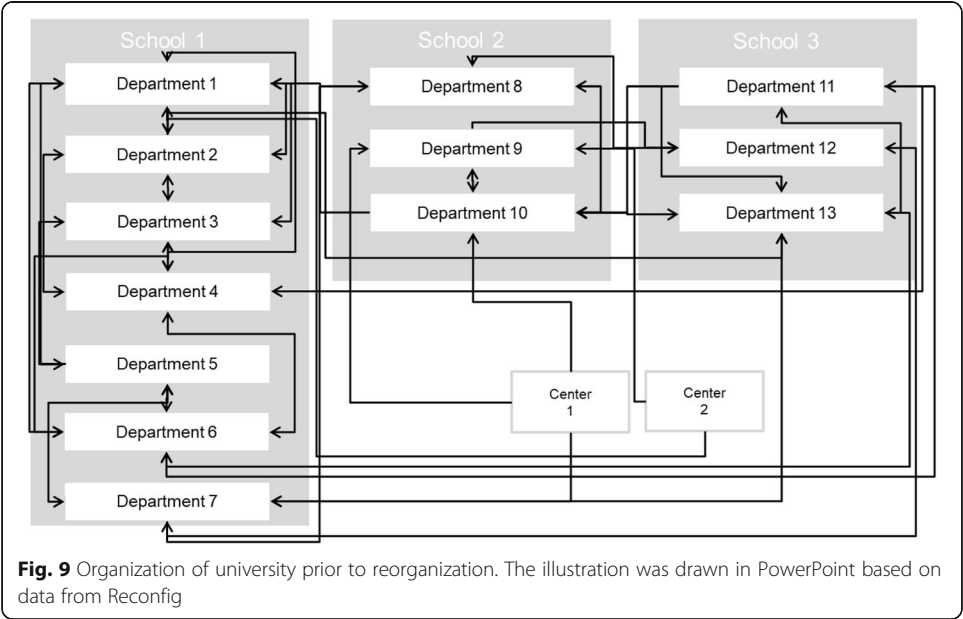 School 1
Department 1
Department 2
Department 3
Department 4
Department 5
Department 6
Department 7
School 2
Department 8
Department 9
Department 10
School 3
Department 11
Department 12
Department 13
Center
1
Center
2
Fig. 9 Organization of university prior to reorganization. The illustration was drawn in PowerPoint based on
data from Reconfig